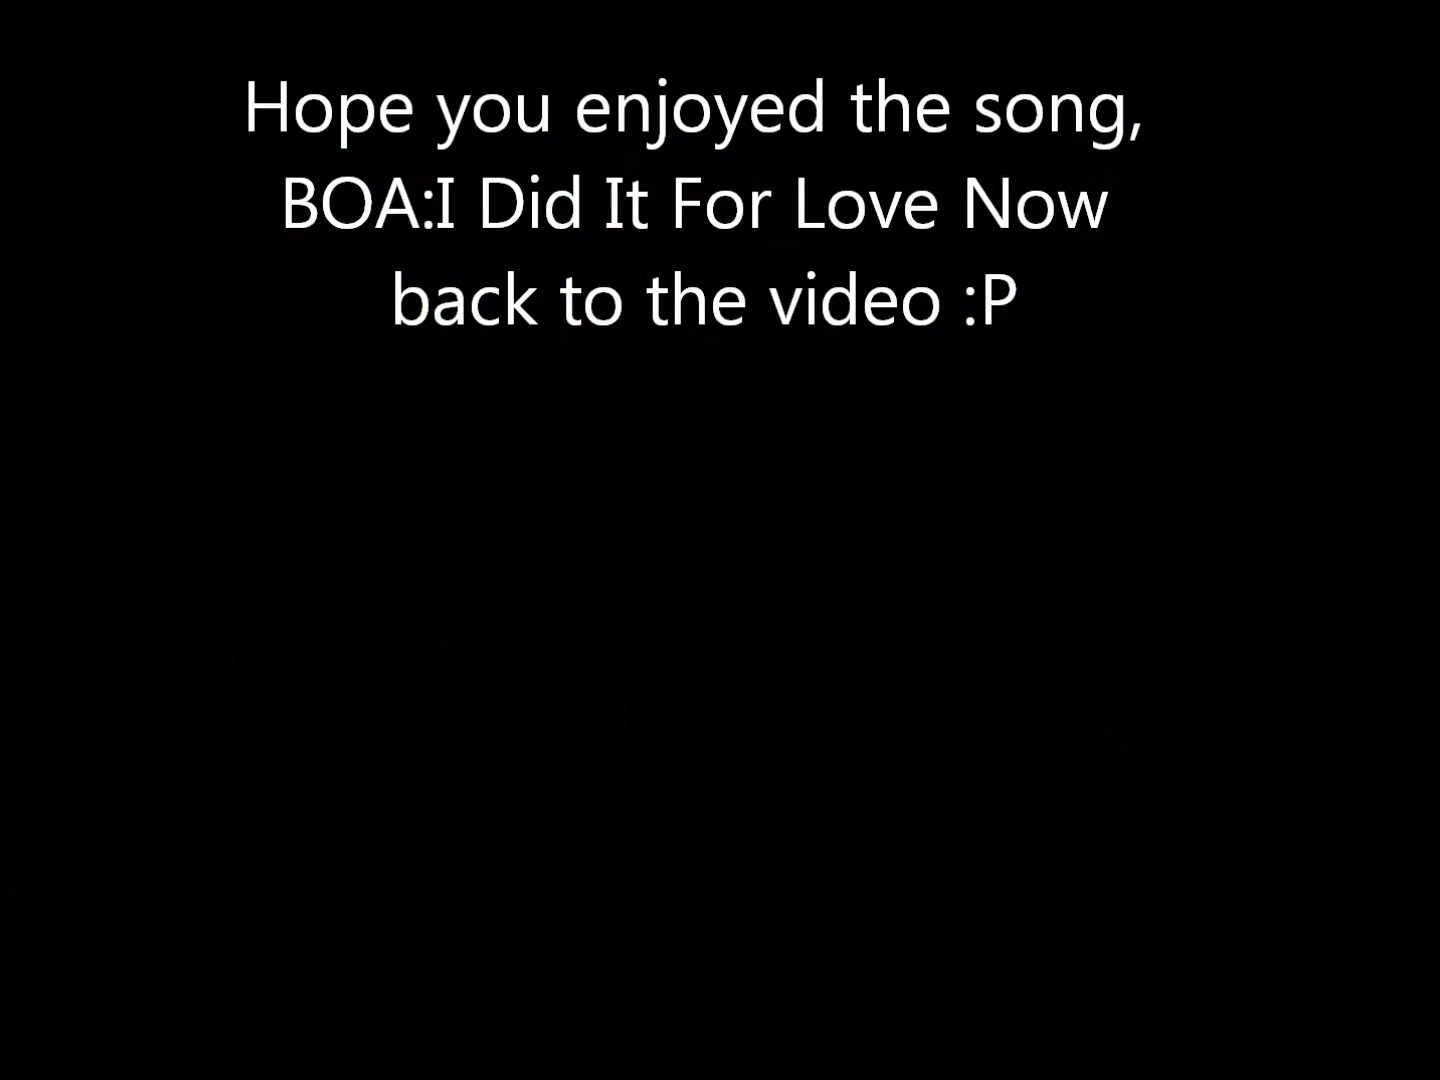 Hope you enjoyed the song,
BOA:I Did It For Love Now
back to the video :P